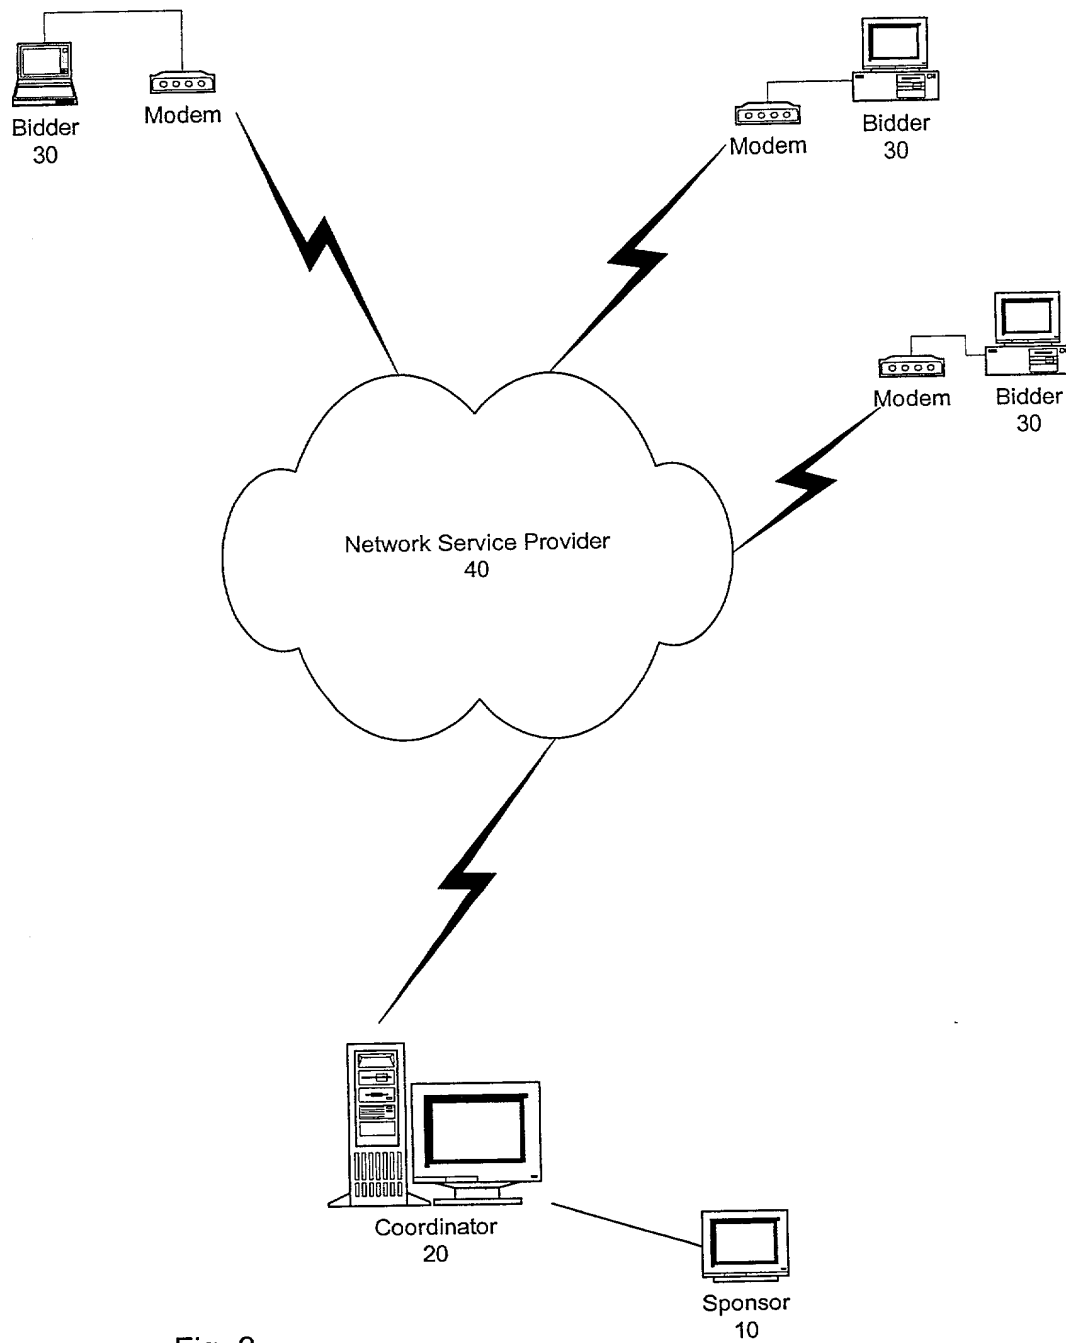 Bidder
30
Modem
Modem
Bidder
30
Modem
Bidder
30
Network Service Provider
40
Coordinator
20
Sponsor
10